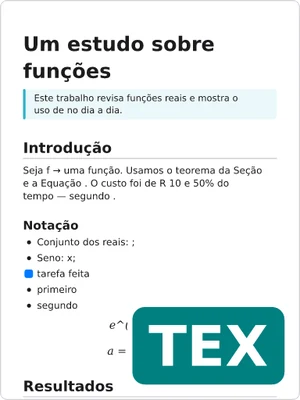 Um estudo sobre
funções
Este trabalho revisa funções reais e mostra o
uso de no dia a dia.
Introdução
Seja f → uma função. Usamos o teorema da Seção
e a Equação . O custo foi de R 10 e 50% do
tempo — segundo .
Notação
Conjunto dos reais: ;
Seno: x;
tarefa feita
primeiro
segundo
e^(
a =
TEX
Resultados